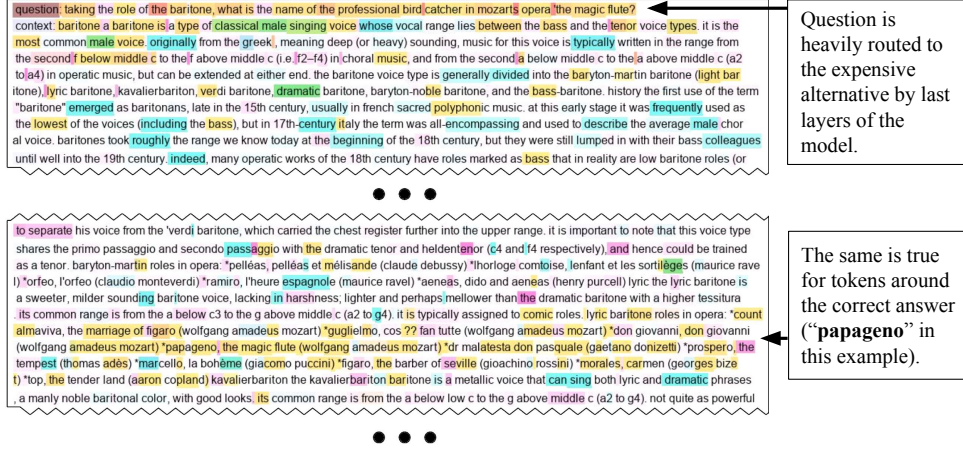 question: taking the role of the baritone, what is the name of the professional bird catcher in mozarts opera 'the magic flute?
context: baritone a baritone is a type of classical male singing voice whose vocal range lies between the bass and the tenor voice types. it is the
most common male voice. originally from the greek , meaning deep (or heavy) sounding, music for this voice is typically written in the range from
the second f below middle c to the f above middle c (i.e. f2–f4) in choral music, and from the second a below middle c to the a above middle c (a2
to a4) in operatic music, but can be extended at either end. the baritone voice type is generally divided into the baryton-martin baritone (light bar
itone), lyric baritone, kavalierbariton, verdi baritone, dramatic baritone, baryton-noble baritone, and the bass-baritone. history the first use of the term
"baritone" emerged as baritonans, late in the 15th century, usually in french sacred polyphonic music. at this early stage it was frequently used as
the lowest of the voices (including the bass), but in 17th-century italy the term was all-encompassing and used to describe the average male chor
al voice. baritones took roughly the range we know today at the beginning of the 18th century, but they were still lumped in with their bass colleagues
until well into the 19th century. indeed, many operatic works of the 18th century have roles marked as bass that in reality are low baritone roles (or
Question is
heavily routed to
the expensive
alternative by last
layers of the
model.
to separate his voice from the 'verdi baritone, which carried the chest register further into the upper range. it is important to note that this voice type
shares the primo passaggio and secondo passaggio with the dramatic tenor and heldentenor (c4 and f4 respectively), and hence could be trained
as a tenor. baryton-martin roles in opera: *pelléas, pelléas et mélisande (claude debussy) *lhorloge comtoise, lenfant et les sortilèges (maurice rave
l) *orfeo, l'orfeo (claudio monteverdi) *ramiro, l'heure espagnole (maurice ravel) *aeneas, dido and aeneas (henry purcell) lyric the lyric baritone is
a sweeter, milder sounding baritone voice, lacking in harshness; lighter and perhaps mellower than the dramatic baritone with a higher tessitura
. its common range is from the a below c3 to the g above middle c (a2 to g4). it is typically assigned to comic roles. lyric baritone roles in opera: *count
almaviva, the marriage of figaro (wolfgang amadeus mozart) *guglielmo, cos ?? fan tutte (wolfgang amadeus mozart) *don giovanni, don giovanni
(wolfgang amadeus mozart) *papageno, the magic flute (wolfgang amadeus mozart) *dr malatesta don pasquale (gaetano donizetti) *prospero, the
tempest (thomas adès) *marcello, la bohème (giacomo puccini) *figaro, the barber of seville (gioachino rossini) *morales, carmen (georges bize
t) *top, the tender land (aaron copland) kavalierbariton the kavalierbariton baritone is a metallic voice that can sing both lyric and dramatic phrases
, a manly noble baritonal color, with good looks. its common range is from the a below low c to the g above middle c (a2 to g4). not quite as powerful
The same is true
for tokens around
the correct answer
(“papageno” in
this example).